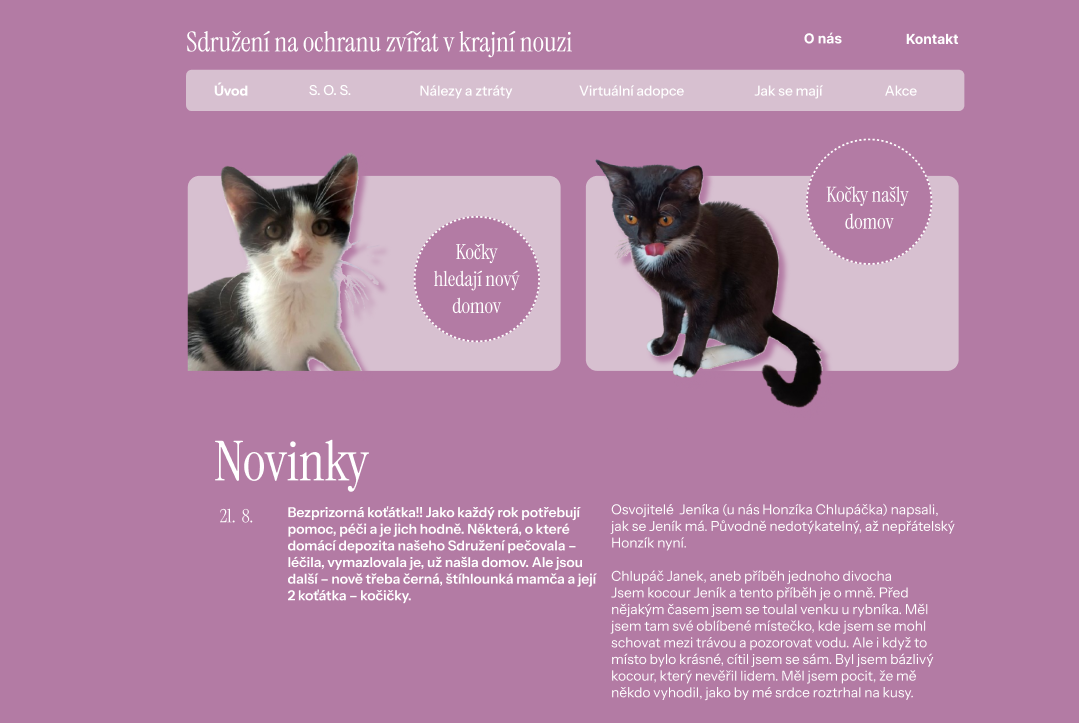 Sdružení na ochranu zvířat v krajní nouzi
O nás
Kontakt
Úvod
S. O. S.
Nálezy a ztráty
Virtuální adopce
Jak se mají
Akce
Kočky
hledají nový
domov
Kočky našly
domov
Novinky
21. 8.
Bezprizorná koťátka!! Jako každý rok potřebují
pomoc, péči a je jich hodně. Některá, o které
domácí depozita našeho Sdružení pečovala –
léčila, vymazlovala je, už našla domov. Ale jsou
další – nově třeba černá, štíhlounká mamča a její
2 koťátka – kočičky.
Osvojitelé Jeníka (u nás Honzíka Chlupáčka) napsali,
jak se Jeník má. Původně nedotýkatelný, až nepřátelský
Honzík nyní.
Chlupáč Janek, aneb příběh jednoho divocha
Jsem kocour Jeník a tento příběh je o mně. Před
nějakým časem jsem se toulal venku u rybníka. Měl
jsem tam své oblíbené místečko, kde jsem se mohl
schovat mezi trávou a pozorovat vodu. Ale i když to
místo bylo krásné, cítil jsem se sám. Byl jsem bázlivý
kocour, který nevěřil lidem. Měl jsem pocit, že mě
někdo vyhodil, jako by mé srdce roztrhal na kusy.